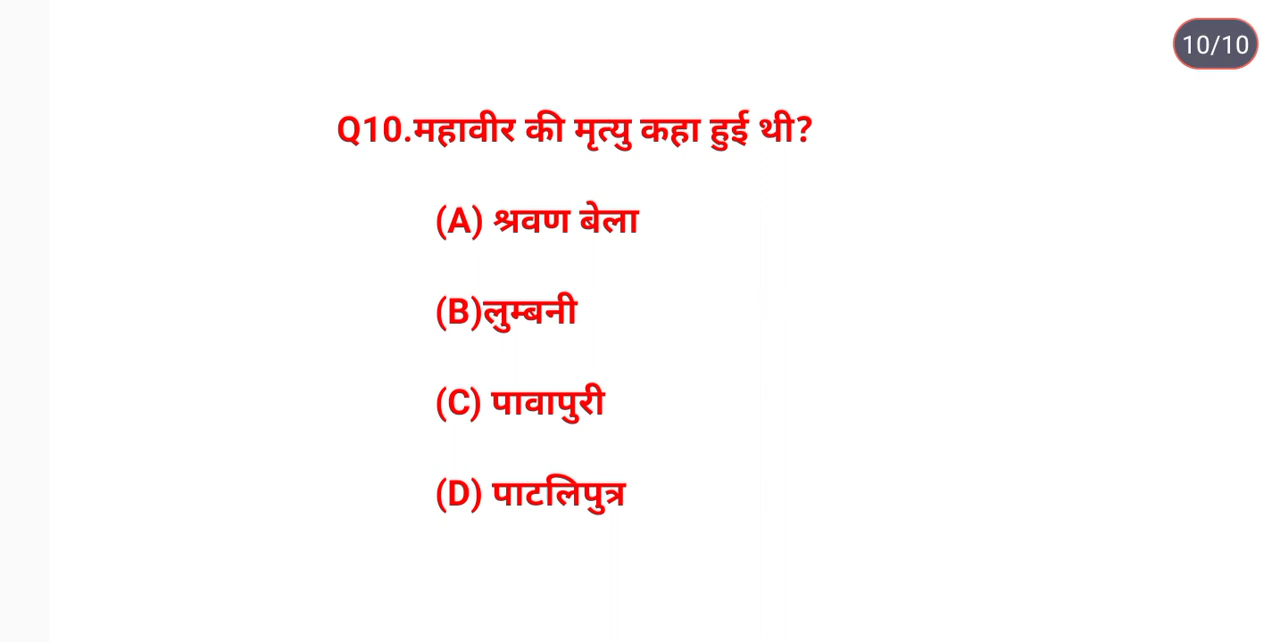 10/10
Q10.महावीर की मृत्यु कहा हुई थी?
(A) श्रवण बेला
(B)लुम्बनी
(C) पावापुरी
(D) पाटलिपुत्र